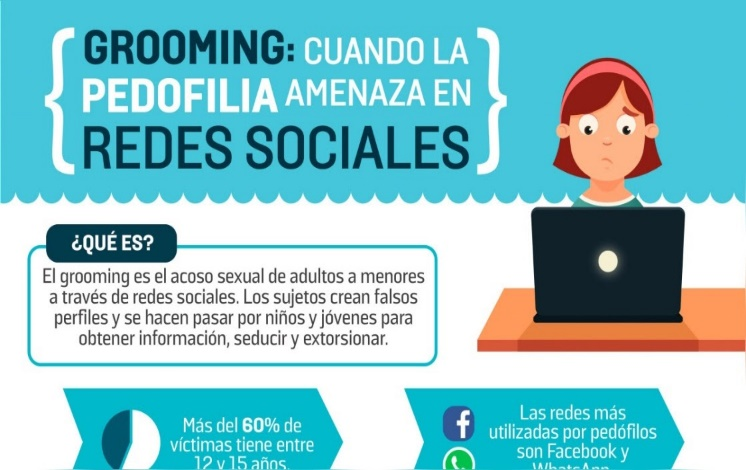 GROOMING: CUANDO LA
PEDOFILIA AMENAZA EN
REDES SOCIALES
¿QUÉ ES?
El grooming es el acoso sexual de adultos a menores
a través de redes sociales. Los sujetos crean falsos
perfiles y se hacen pasar por niños y jóvenes para
obtener información, seducir y extorsionar.
Más del 60% de
víctimas tiene entre
12 y 15 años.
Las redes más
utilizadas por pedófilos
son Facebook y
WhatsApp